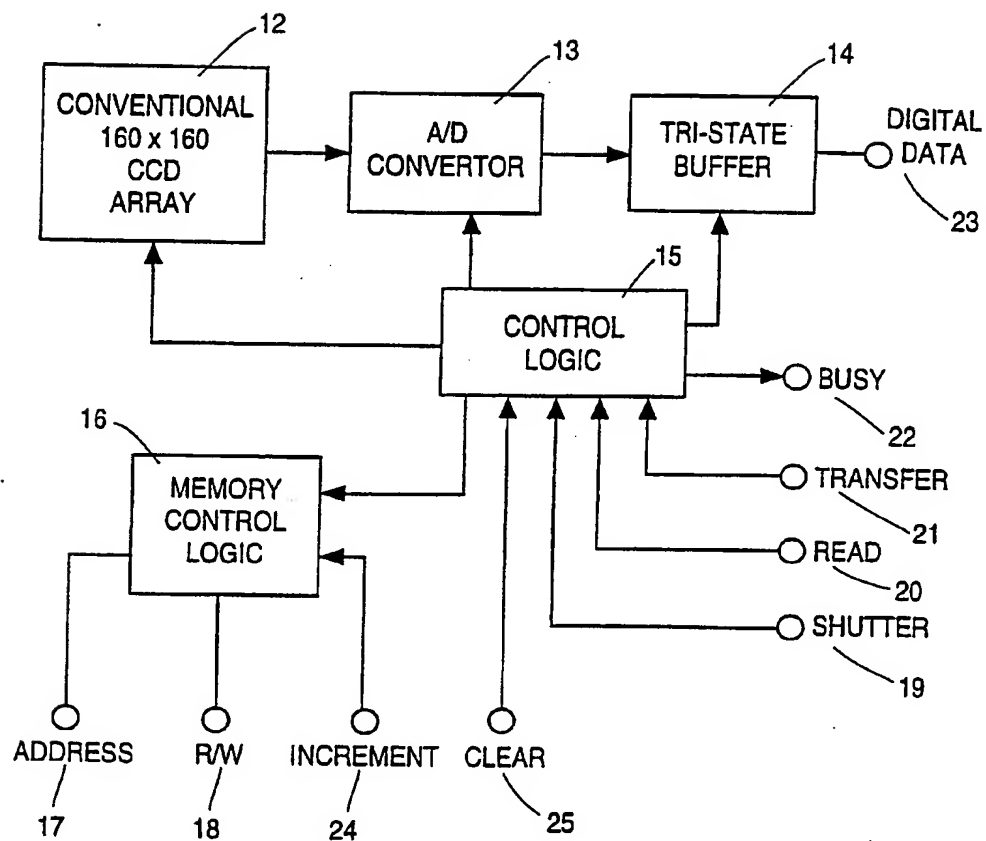 12
13
14
CONVENTIONAL
160 x 160
CCD
ARRAY
A/D
CONVERTOR
TRI-STATE
BUFFER
DIGITAL
DATA
23
15
CONTROL
LOGIC
BUSY
22
16
MEMORY
CONTROL
LOGIC
TRANSFER
21
READ
20
SHUTTER
19
ADDRESS
R/W
INCREMENT
CLEAR
17
18
24
25